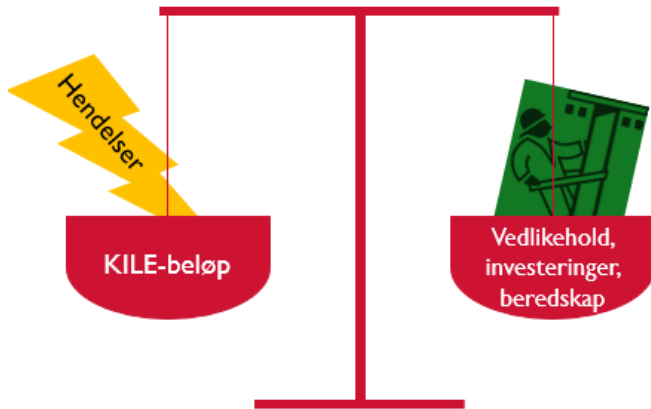 Hendelser
KILE-beløp
Vedlikehold,
investeringer,
beredskap